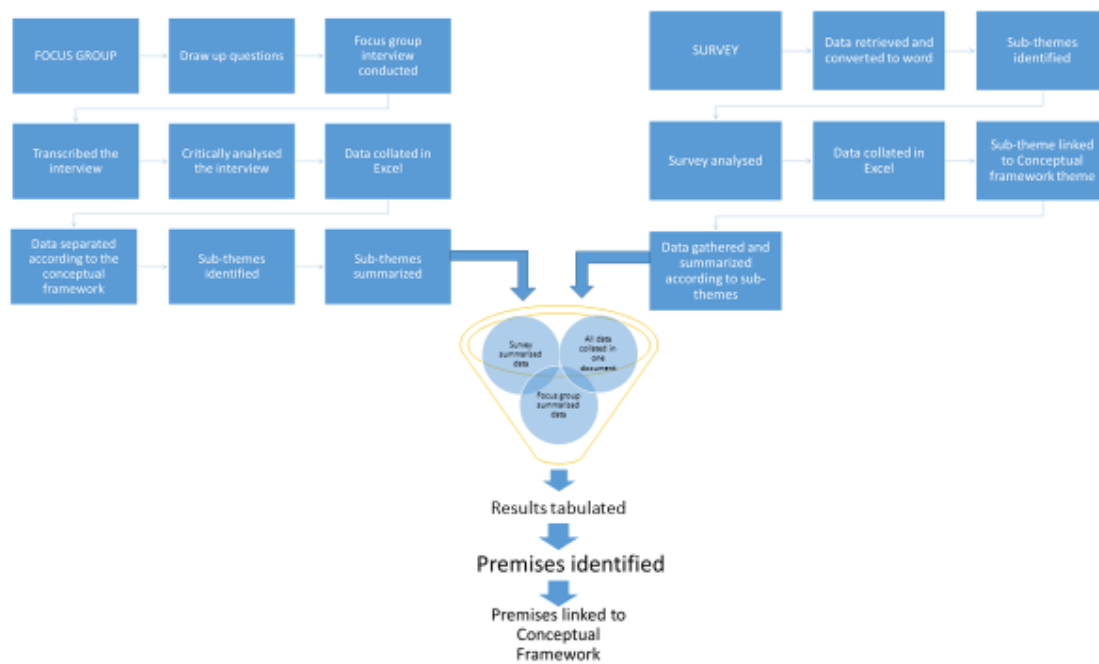 FOCUS GROUP
Draw up questions
Focus group
interview
conducted
Transcribed the
interview
Critically analysed
the interview
Data collated in
Excel
Data separated
according to the
conceptual
framework
Sub-themes
identified
Sub-themes
summarized
SURVEY
Data retrieved and
converted to word
Sub-themes
identified
Survey analysed
Data collated in
Excel
Sub-theme linked
to Conceptual
framework theme
Data gathered and
summarized
according to sub-
themes
Survey
summarized
data
All data
collated in
one
document
Focus group
summarized
data
Results tabulated
Premises identified
Premises linked to
Conceptual
Framework